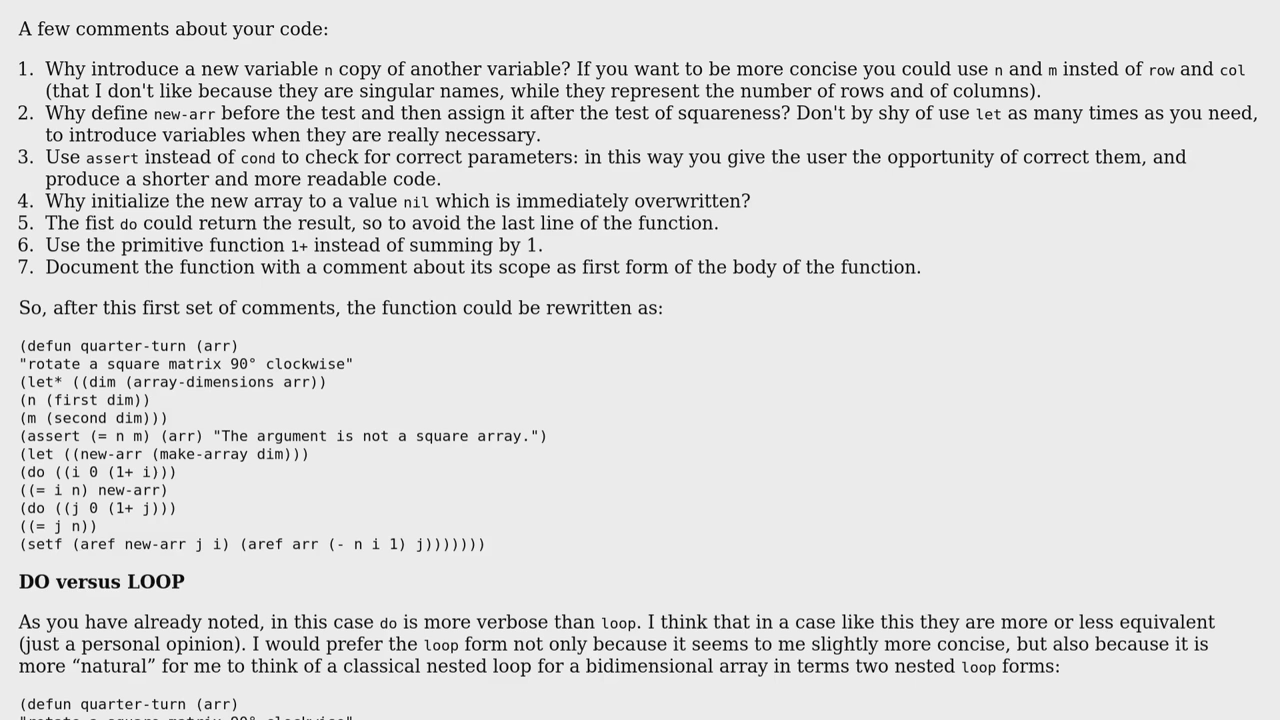 A few comments about your code:
1. Why introduce a new variable n copy of another variable? If you want to be more concise you could use n and m insted of row and col
(that I don't like because they are singular names, while they represent the number of rows and of columns).
2. Why define new-arr before the test and then assign it after the test of squareness? Don't by shy of use let as many times as you need,
to introduce variables when they are really necessary.
3. Use assert instead of cond to check for correct parameters: in this way you give the user the opportunity of correct them, and
produce a shorter and more readable code.
4. Why initialize the new array to a value nil which is immediately overwritten?
5. The fist do could return the result, so to avoid the last line of the function.
6. Use the primitive function 1+ instead of summing by 1.
7. Document the function with a comment about its scope as first form of the body of the function.
So, after this first set of comments, the function could be rewritten as:
(defun quarter-turn (arr)
"rotate a square matrix 90° clockwise"
(let* ((dim (array-dimensions arr))
(n (first dim))
(m (second dim)))
(assert (= n m) (arr) "The argument is not a square array.")
(let ((new-arr (make-array dim)))
(do ((i 0 (1+ i)))
((= i n) new-arr)
(do ((j 0 (1+ j)))
((= j n))
(setf (aref new-arr j i) (aref arr (- n i 1) j)))))))
DO versus LOOP
As you have already noted, in this case do is more verbose than loop. I think that in a case like this they are more or less equivalent
(just a personal opinion). I would prefer the loop form not only because it seems to me slightly more concise, but also because it is
more “natural” for me to think of a classical nested loop for a bidimensional array in terms two nested loop forms:
(defun quarter-turn (arr)
"rotate a square matrix 90° clockwise"